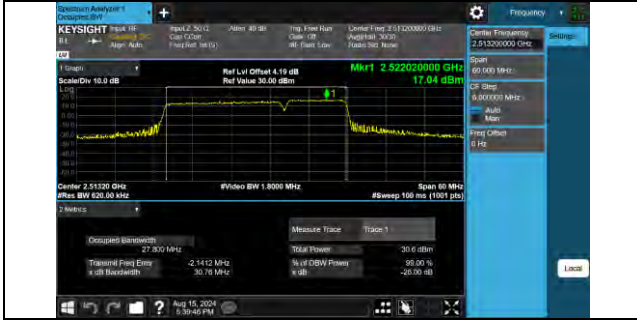 Spectrum Analyzer 1
Occupied BW
Frequency
KEYSIGHT Input: RF
Input Z: 50 Ω
Atten: 40 dB
Trig: Free Run
Center Freq: 2.513200000 GHz
Align: Auto
Gate: Off
Radio Std: None
LAP
Center Frequency
2.513200000 GHz
Settings
Span
60.000 MHz
CF Step
6.000000 MHz
Auto
Man
Freq Offset
0 Hz
1 Graph
Scale/Div 10.0 dB
Ref Lvl Offset 4.19 dB
Ref Value 30.00 dBm
Mkr1 2.522020000 GHz
17.04 dBm
Log
1
Center 2.51320 GHz
#Res BW 620.00 kHz
#Video BW 1.8000 MHz
Span 60 MHz
#Sweep 100 ms (1001 pts)
2 Metrics
Measure Trace
Trace 1
Occupied Bandwidth
27.800 MHz
Total Power
30.6 dBm
Transmit Freq Error
-2.1412 MHz
% of OBW Power
99.00 %
x dB Bandwidth
30.76 MHz
x dB
-26.00 dB
Local
?
Aug 15, 2024
5:39:46 PM